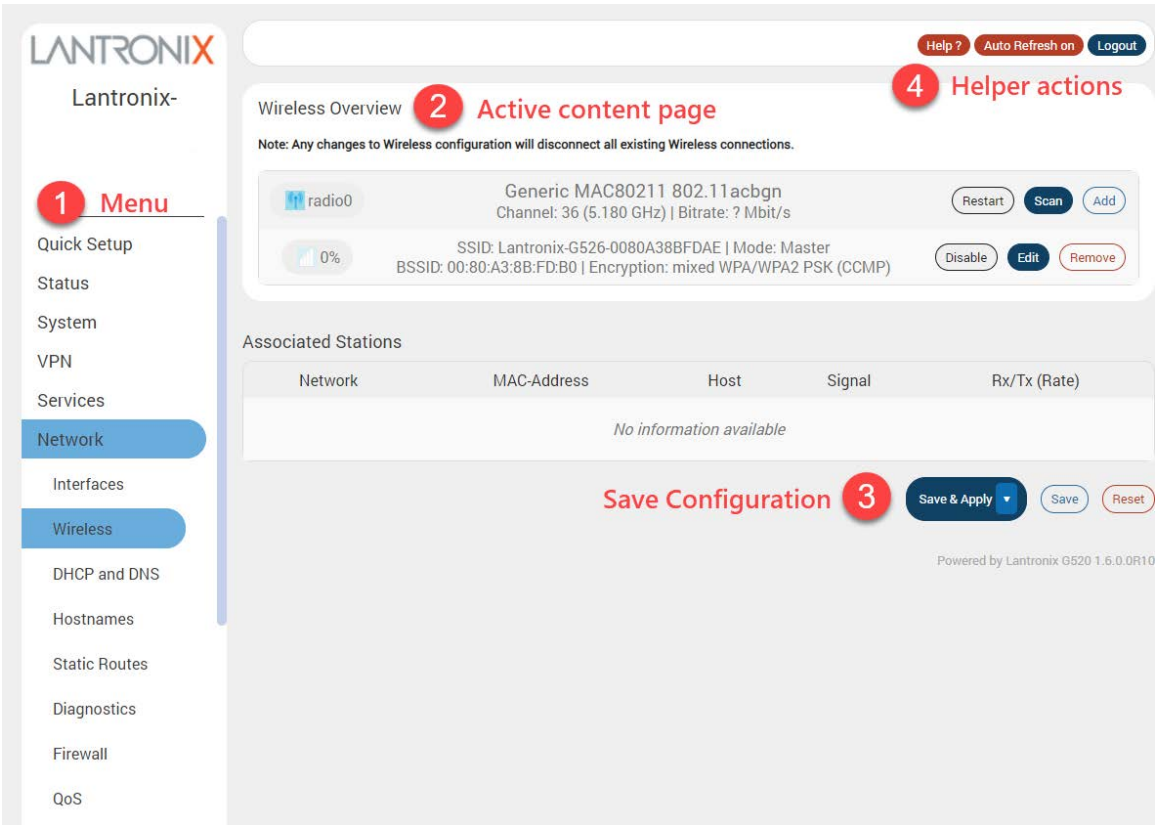 LANTRONIX
Lantronix-
1 Menu
Quick Setup
Status
System
VPN
Services
Network
Interfaces
Wireless
DHCP and DNS
Hostnames
Static Routes
Diagnostics
Firewall
QoS
Help ? Auto Refresh on Logout
4 Helper actions
Wireless Overview 2 Active content page
Note: Any changes to Wireless configuration will disconnect all existing Wireless connections.
radio0 Generic MAC80211 802.11acbgn Restart Scan Add
Channel: 36 (5.180 GHz) | Bitrate: ? Mbit/s
0% SSID: Lantronix-G526-0080A38BFDAE | Mode: Master Disable Edit Remove
BSSID: 00:80:A3:8B:FD:B0 | Encryption: mixed WPA/WPA2 PSK (CCMP)
Associated Stations
Network MAC-Address Host Signal Rx/Tx (Rate)
No information available
Save Configuration 3 Save & Apply Save Reset
Powered by Lantronix G520 1.6.0.0R10